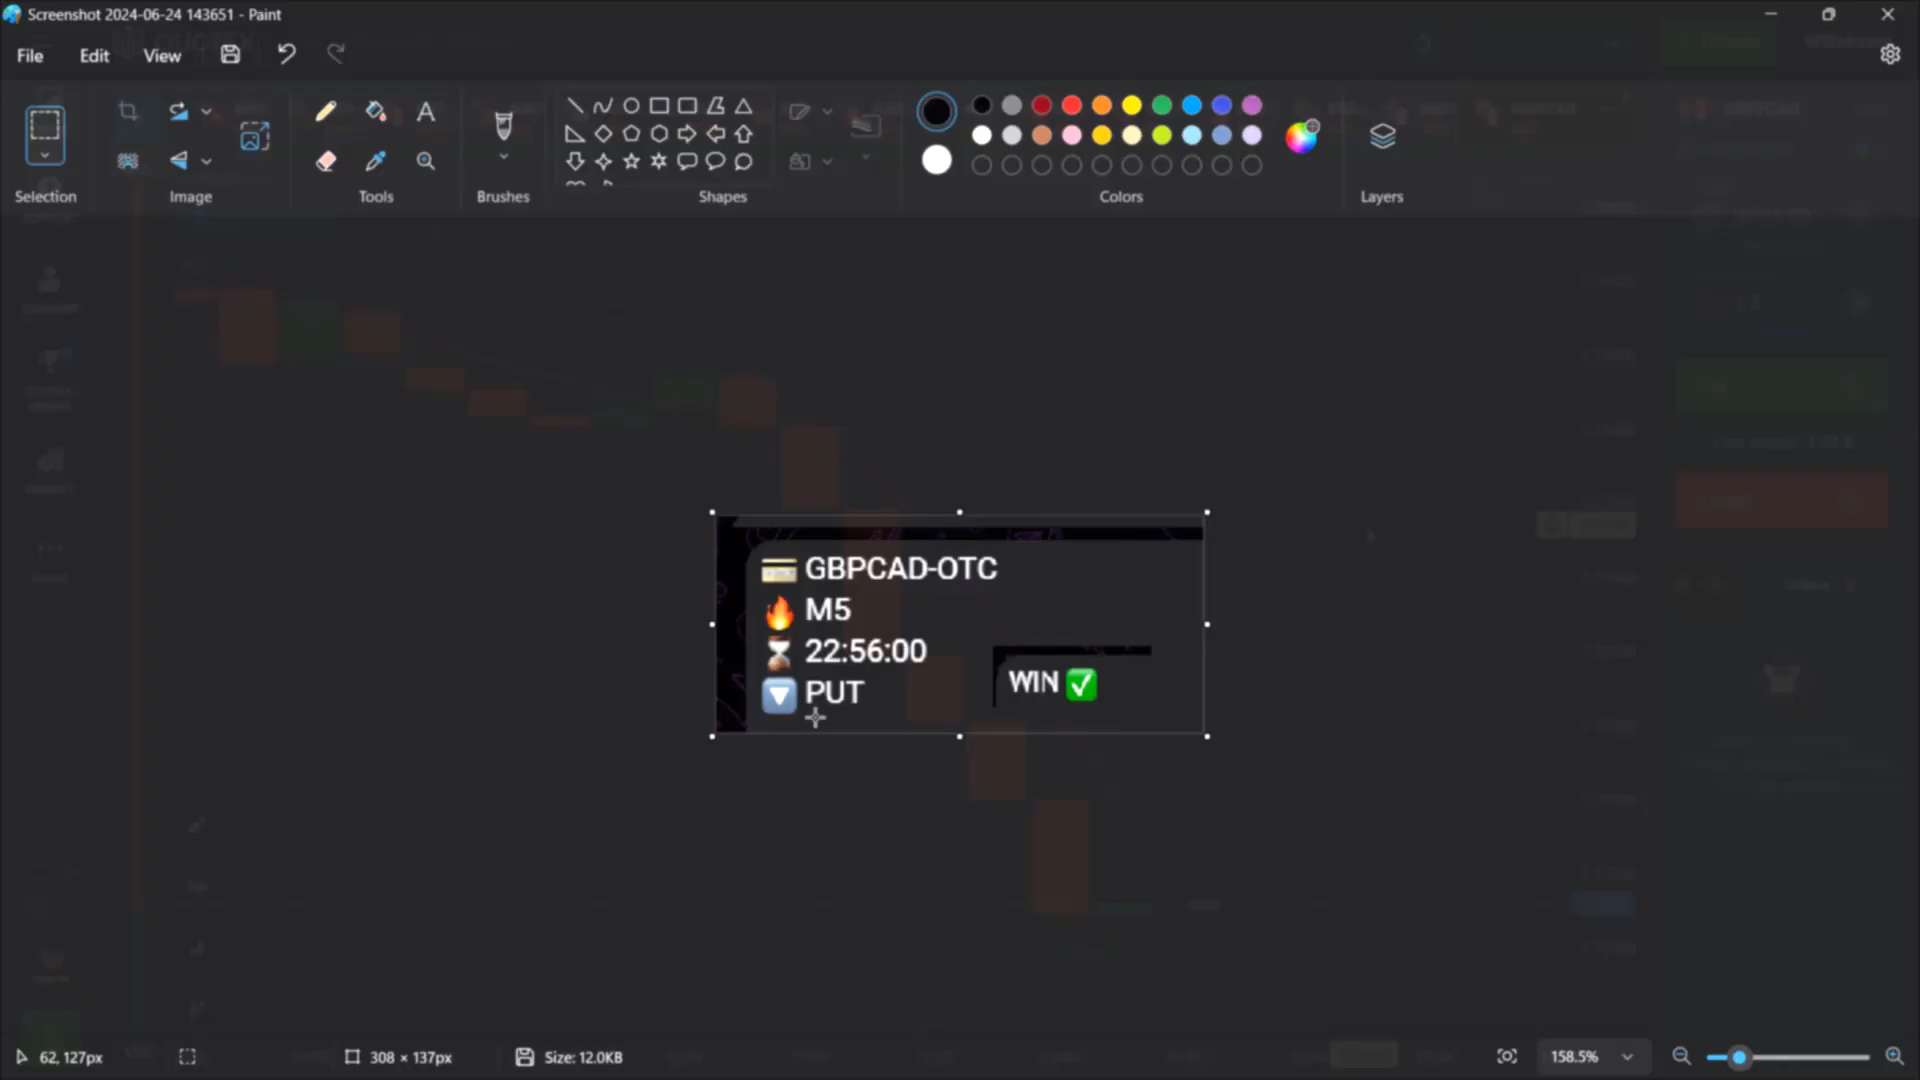 Screenshot 2024-06-24 143651 - Paint
File Edit View
Selection Image Tools Brushes Shapes Colors Layers
GBPCAD-OTC
M5
22:56:00
PUT
WIN
62, 127px 308 × 137px Size: 12.0KB 158.5%